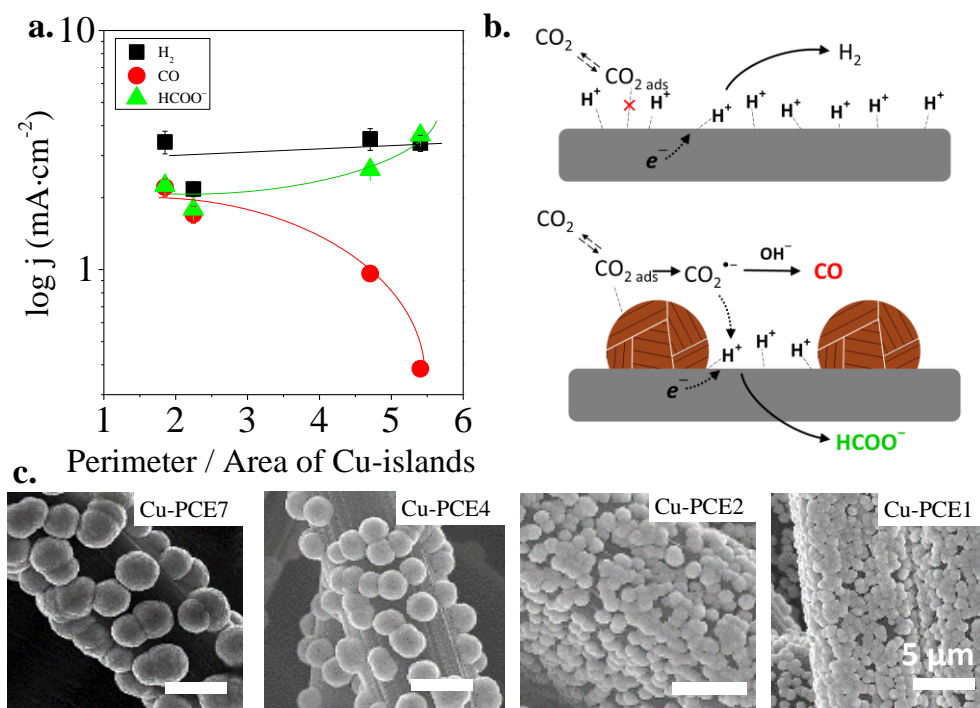 a.
10
H₂
CO
HCOO⁻
1
log j (mA·cm⁻²)
1 2 3 4 5 6
Perimeter / Area of Cu-islands
b.
CO₂
CO₂ ads
H₂
H⁺ × H⁺ H⁺ H⁺ H⁺ H⁺ H⁺ H⁺
e⁻
CO₂
CO₂ ads CO₂•⁻ OH⁻ CO
H⁺ H⁺ H⁺
e⁻
HCOO⁻
c.
Cu-PCE7
Cu-PCE4
Cu-PCE2
Cu-PCE1
5 µm